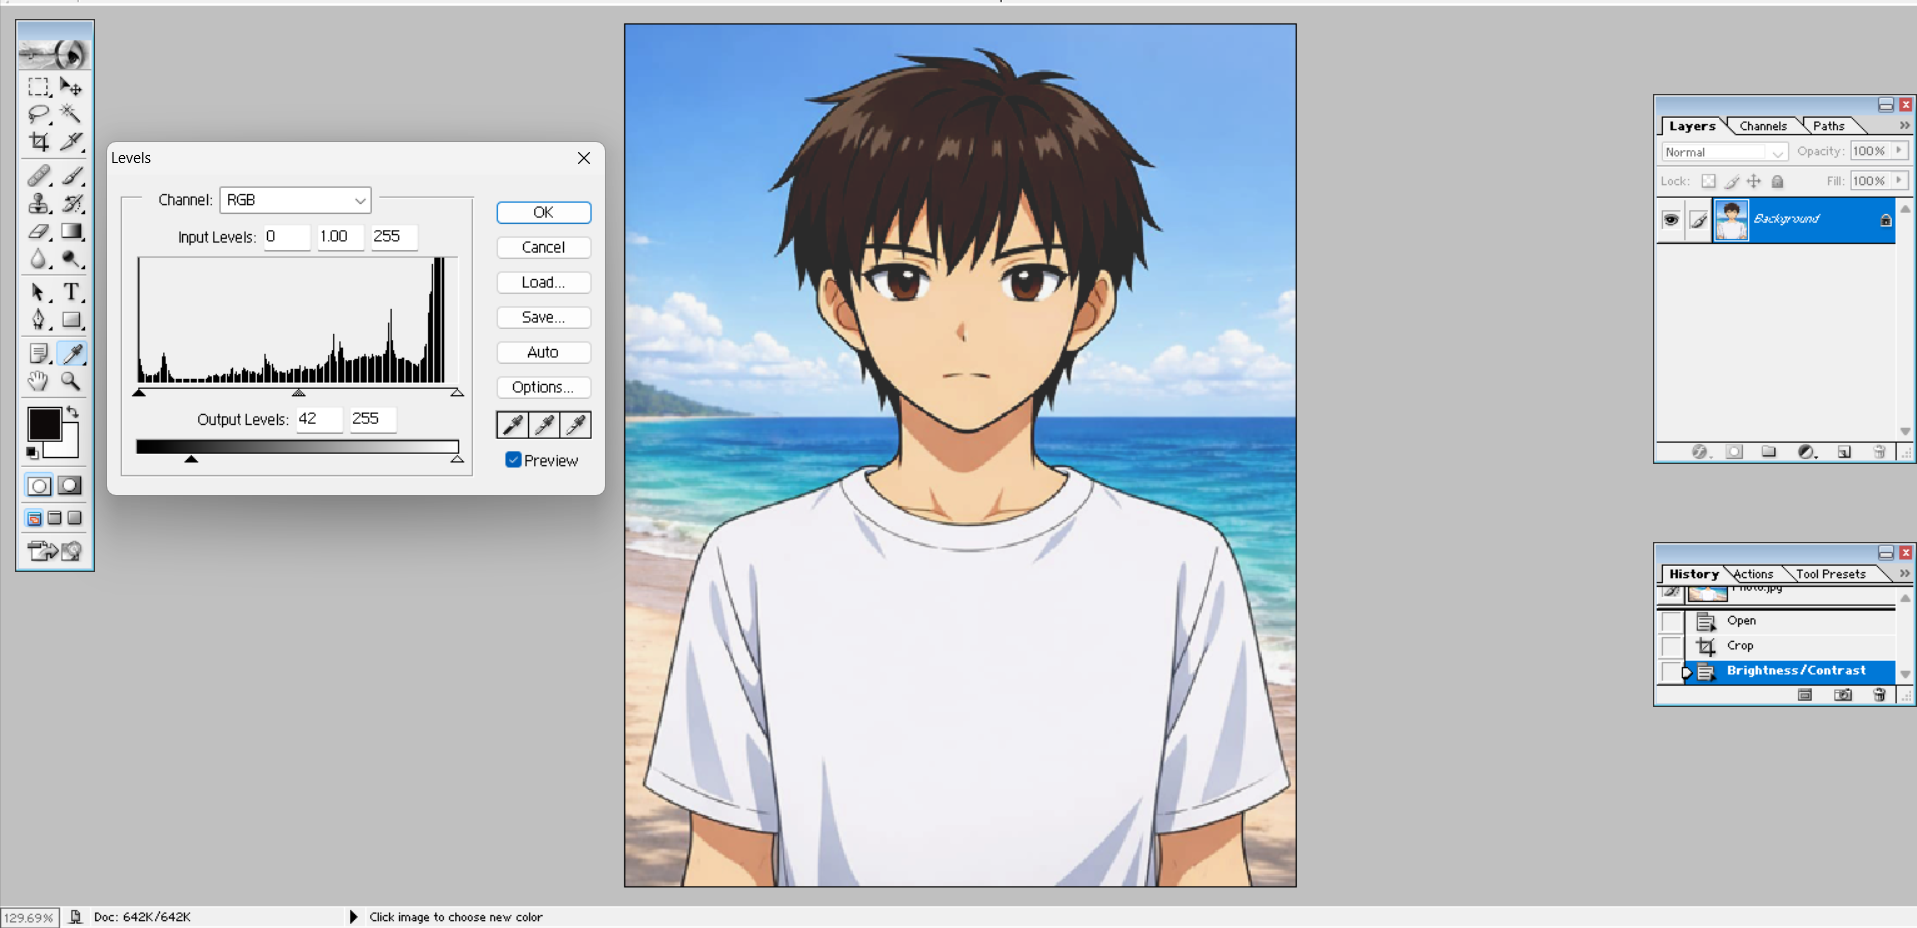 Levels
Channel: RGB
Input Levels: 0 1.00 255
Output Levels: 42 255
OK
Cancel
Load...
Save...
Auto
Options...
Preview
T
Layers Channels Paths
Normal Opacity: 100%
Lock: Fill: 100%
Background
History Actions Tool Presets
Photo.jpg
Open
Crop
Brightness/Contrast
129.69% Doc: 642K/642K Click image to choose new color